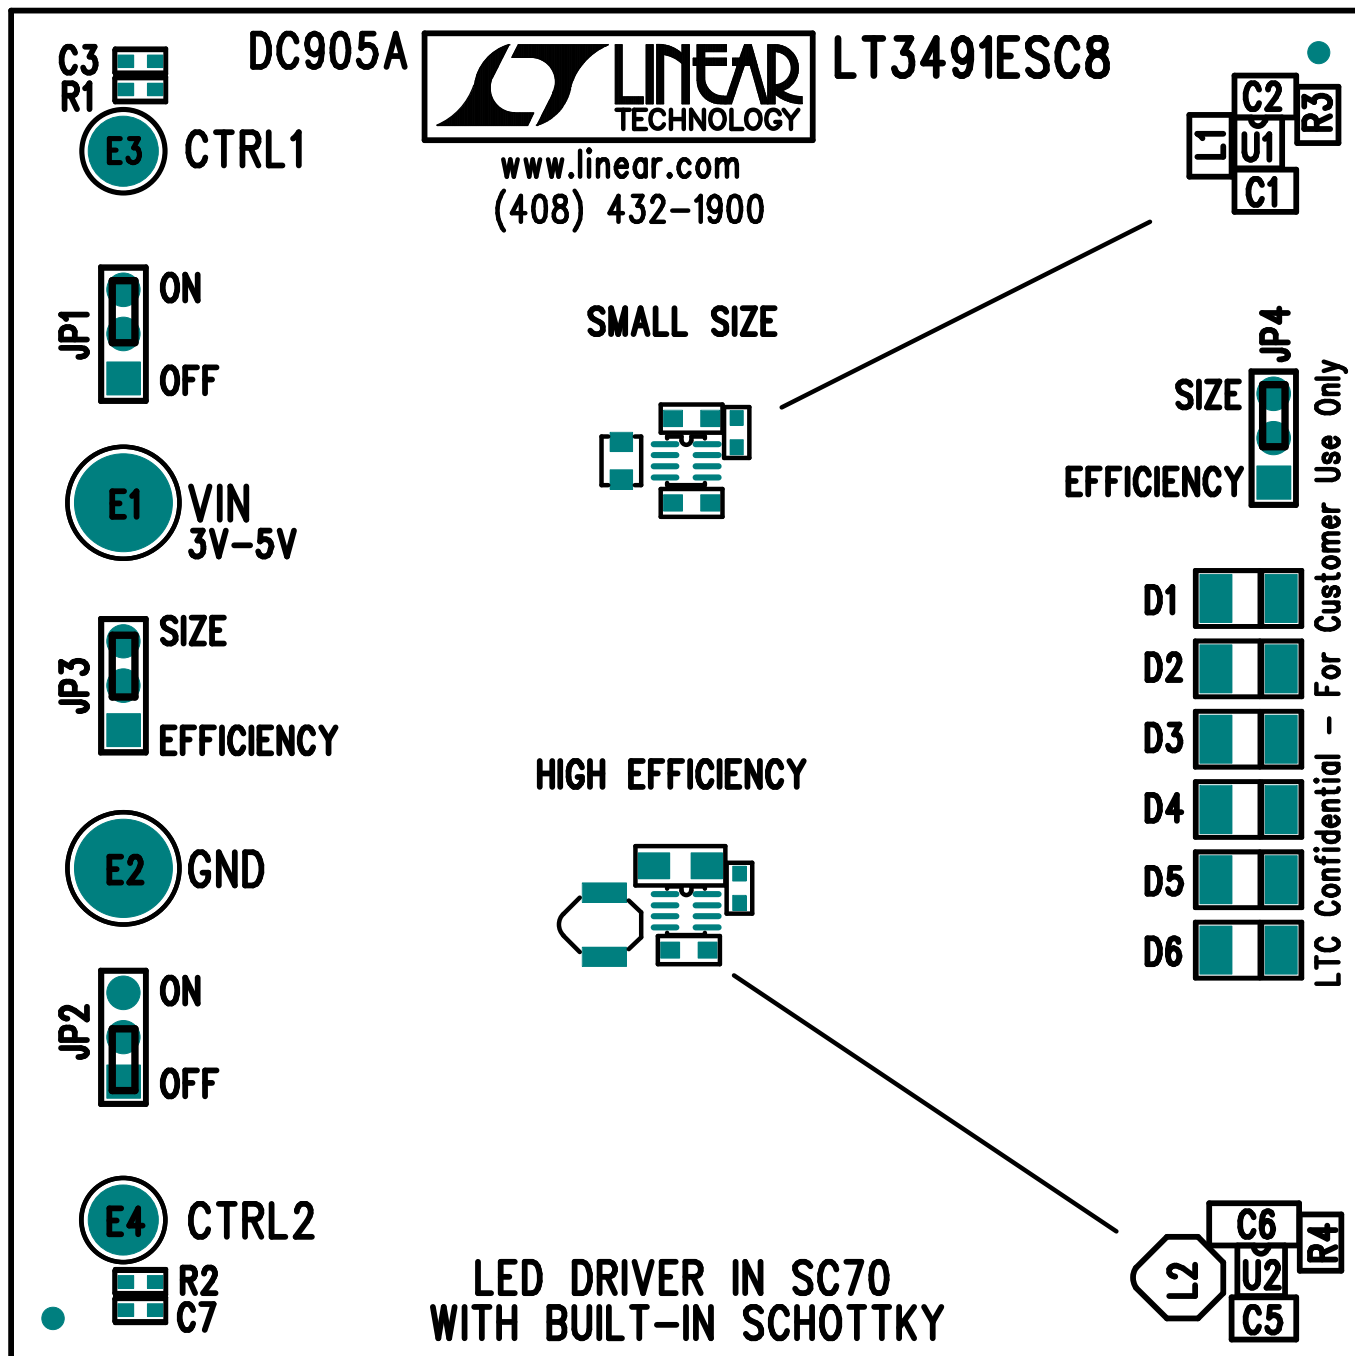 C3
R1
DC905A
LINEAR
TECHNOLOGY
LT3491ESC8
E3
CTRL1
www.linear.com
(408) 432-1900
C2
R3
L1
U1
C1
JP1
ON
OFF
SMALL SIZE
JP4
SIZE
EFFICIENCY
E1
VIN
3V-5V
JP3
SIZE
EFFICIENCY
D1
D2
D3
D4
D5
D6
LTC Confidential - For Customer Use Only
HIGH EFFICIENCY
E2
GND
JP2
ON
OFF
E4
CTRL2
R2
C7
LED DRIVER IN SC70
WITH BUILT-IN SCHOTTKY
C6
R4
L2
U2
C5